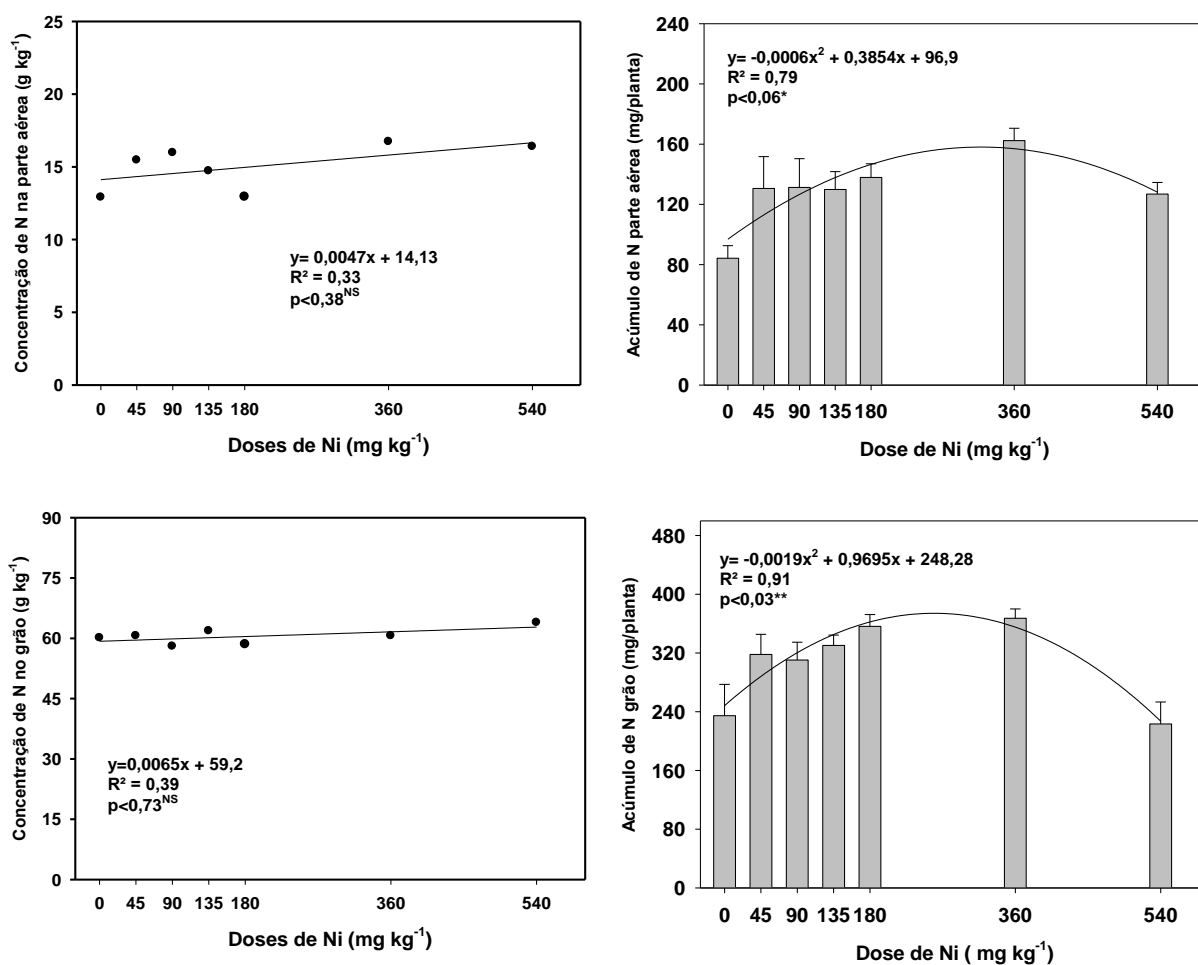 Concentração de N na parte aérea (g kg⁻¹)
25
20
15
10
5
0
y= 0,0047x + 14,13
R² = 0,33
p<0,38ᴺˢ
0 45 90 135 180 360 540
Doses de Ni (mg kg⁻¹)
Acúmulo de N parte aérea (mg/planta)
240
200
160
120
80
40
0
y= -0,0006x² + 0,3854x + 96,9
R² = 0,79
p<0,06*
0 45 90 135 180 360 540
Dose de Ni (mg kg⁻¹)
Concentração de N no grão (g kg⁻¹)
90
75
60
45
30
15
0
y=0,0065x + 59,2
R² = 0,39
p<0,73ᴺˢ
0 45 90 135 180 360 540
Doses de Ni (mg kg⁻¹)
Acúmulo de N grão (mg/planta)
480
400
320
240
160
80
0
y= -0,0019x² + 0,9695x + 248,28
R² = 0,91
p<0,03**
0 45 90 135 180 360 540
Dose de Ni ( mg kg⁻¹)